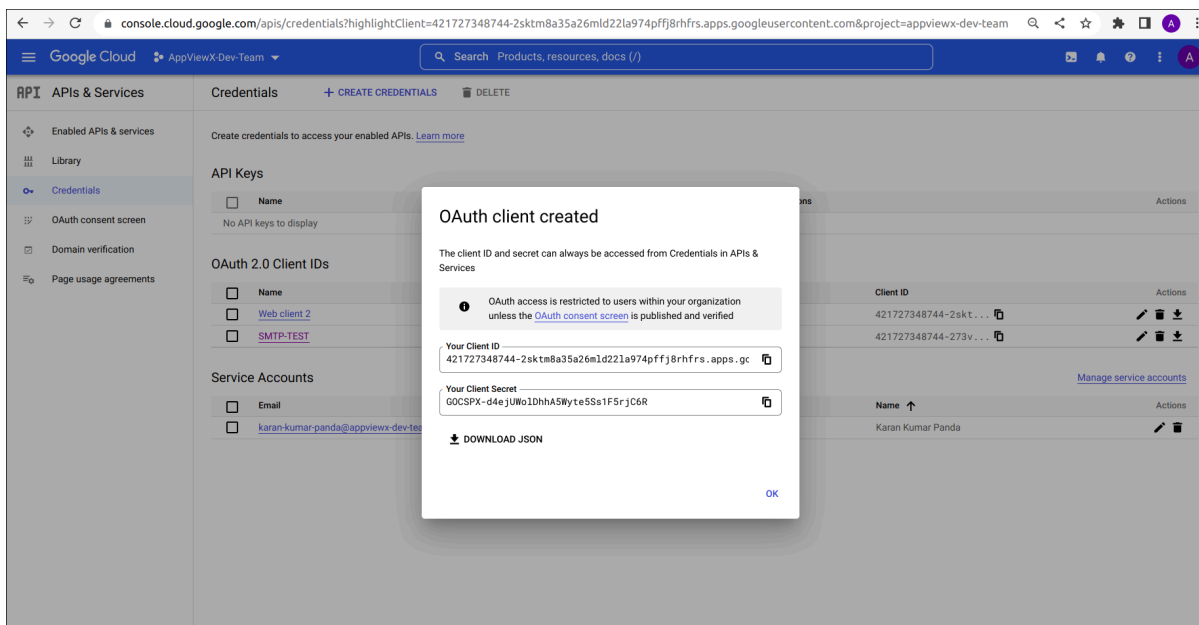 console.cloud.google.com/apis/credentials?highlightClient=421727348744-2sktm8a35a26mld22la974pffj8rhfrs.apps.googleusercontent.com&project=appviewx-dev-team
A
Google Cloud
AppViewX-Dev-Team
Search Products, resources, docs (/)
A
API APIs & Services
Credentials
+ CREATE CREDENTIALS
DELETE
Enabled APIs & services
Library
Credentials
OAuth consent screen
Domain verification
Page usage agreements
Create credentials to access your enabled APIs. Learn more
API Keys
Name
ons
Actions
No API keys to display
OAuth 2.0 Client IDs
Name
Client ID
Actions
Web client 2
421727348744-2skt...
SMTP-TEST
421727348744-273v...
Service Accounts
Manage service accounts
Email
Name
Actions
karan-kumar-panda@appviewx-dev-tea
Karan Kumar Panda
OAuth client created
The client ID and secret can always be accessed from Credentials in APIs &
Services
OAuth access is restricted to users within your organization
unless the OAuth consent screen is published and verified
Your Client ID
421727348744-2sktm8a35a26mld22la974pffj8rhfrs.apps.gc
Your Client Secret
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
DOWNLOAD JSON
OK